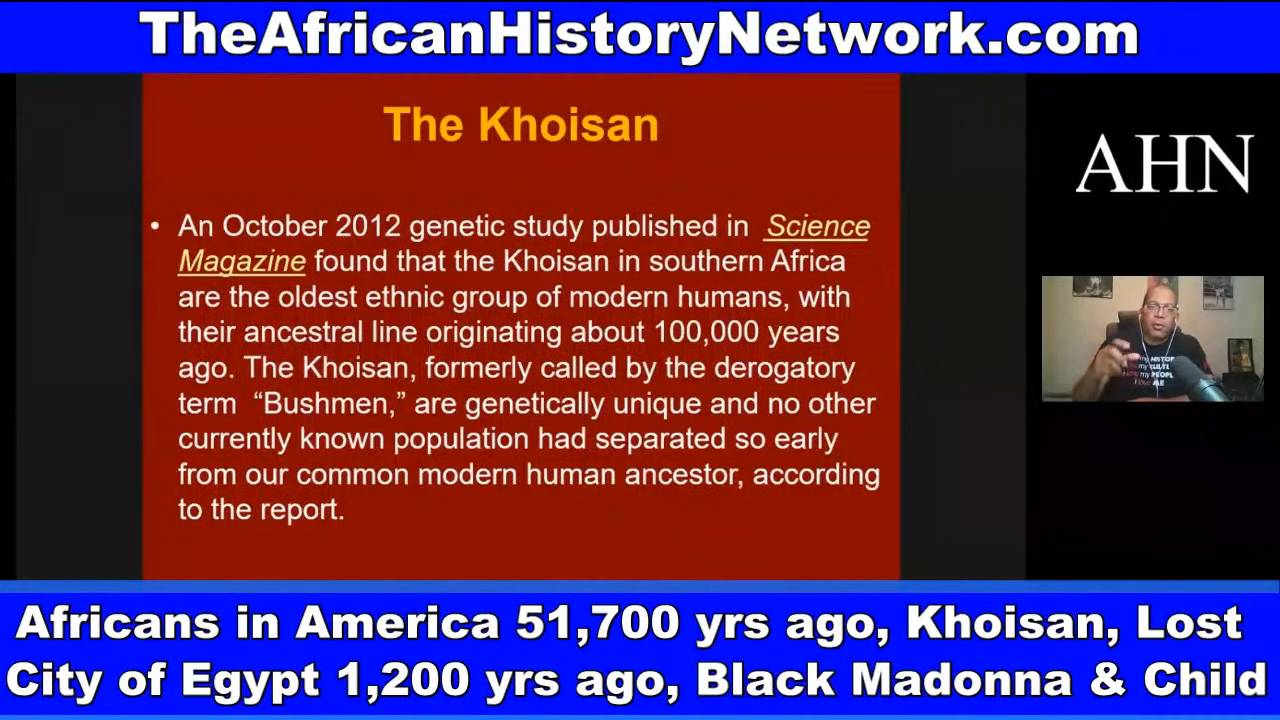 TheAfricanHistoryNetwork.com
The Khoisan
• An October 2012 genetic study published in Science
Magazine found that the Khoisan in southern Africa
are the oldest ethnic group of modern humans, with
their ancestral line originating about 100,000 years
ago. The Khoisan, formerly called by the derogatory
term “Bushmen,” are genetically unique and no other
currently known population had separated so early
from our common modern human ancestor, according
to the report.
AHN
Africans in America 51,700 yrs ago, Khoisan, Lost
City of Egypt 1,200 yrs ago, Black Madonna & Child